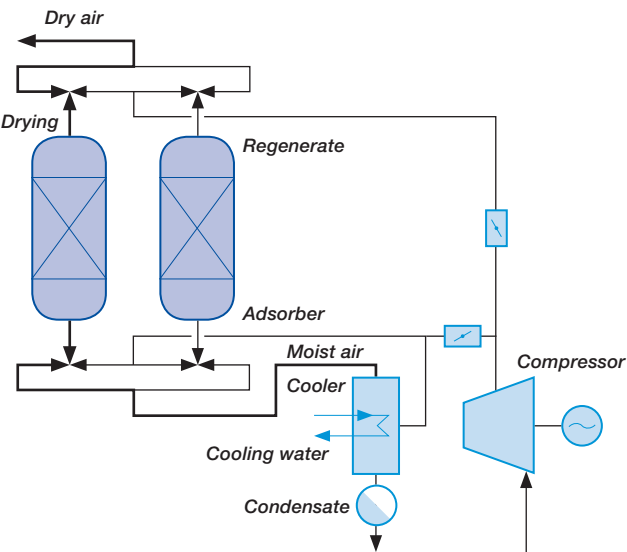 Dry air
Drying
Regenerate
Adsorber
Moist air
Compressor
Cooler
Cooling water
Condensate